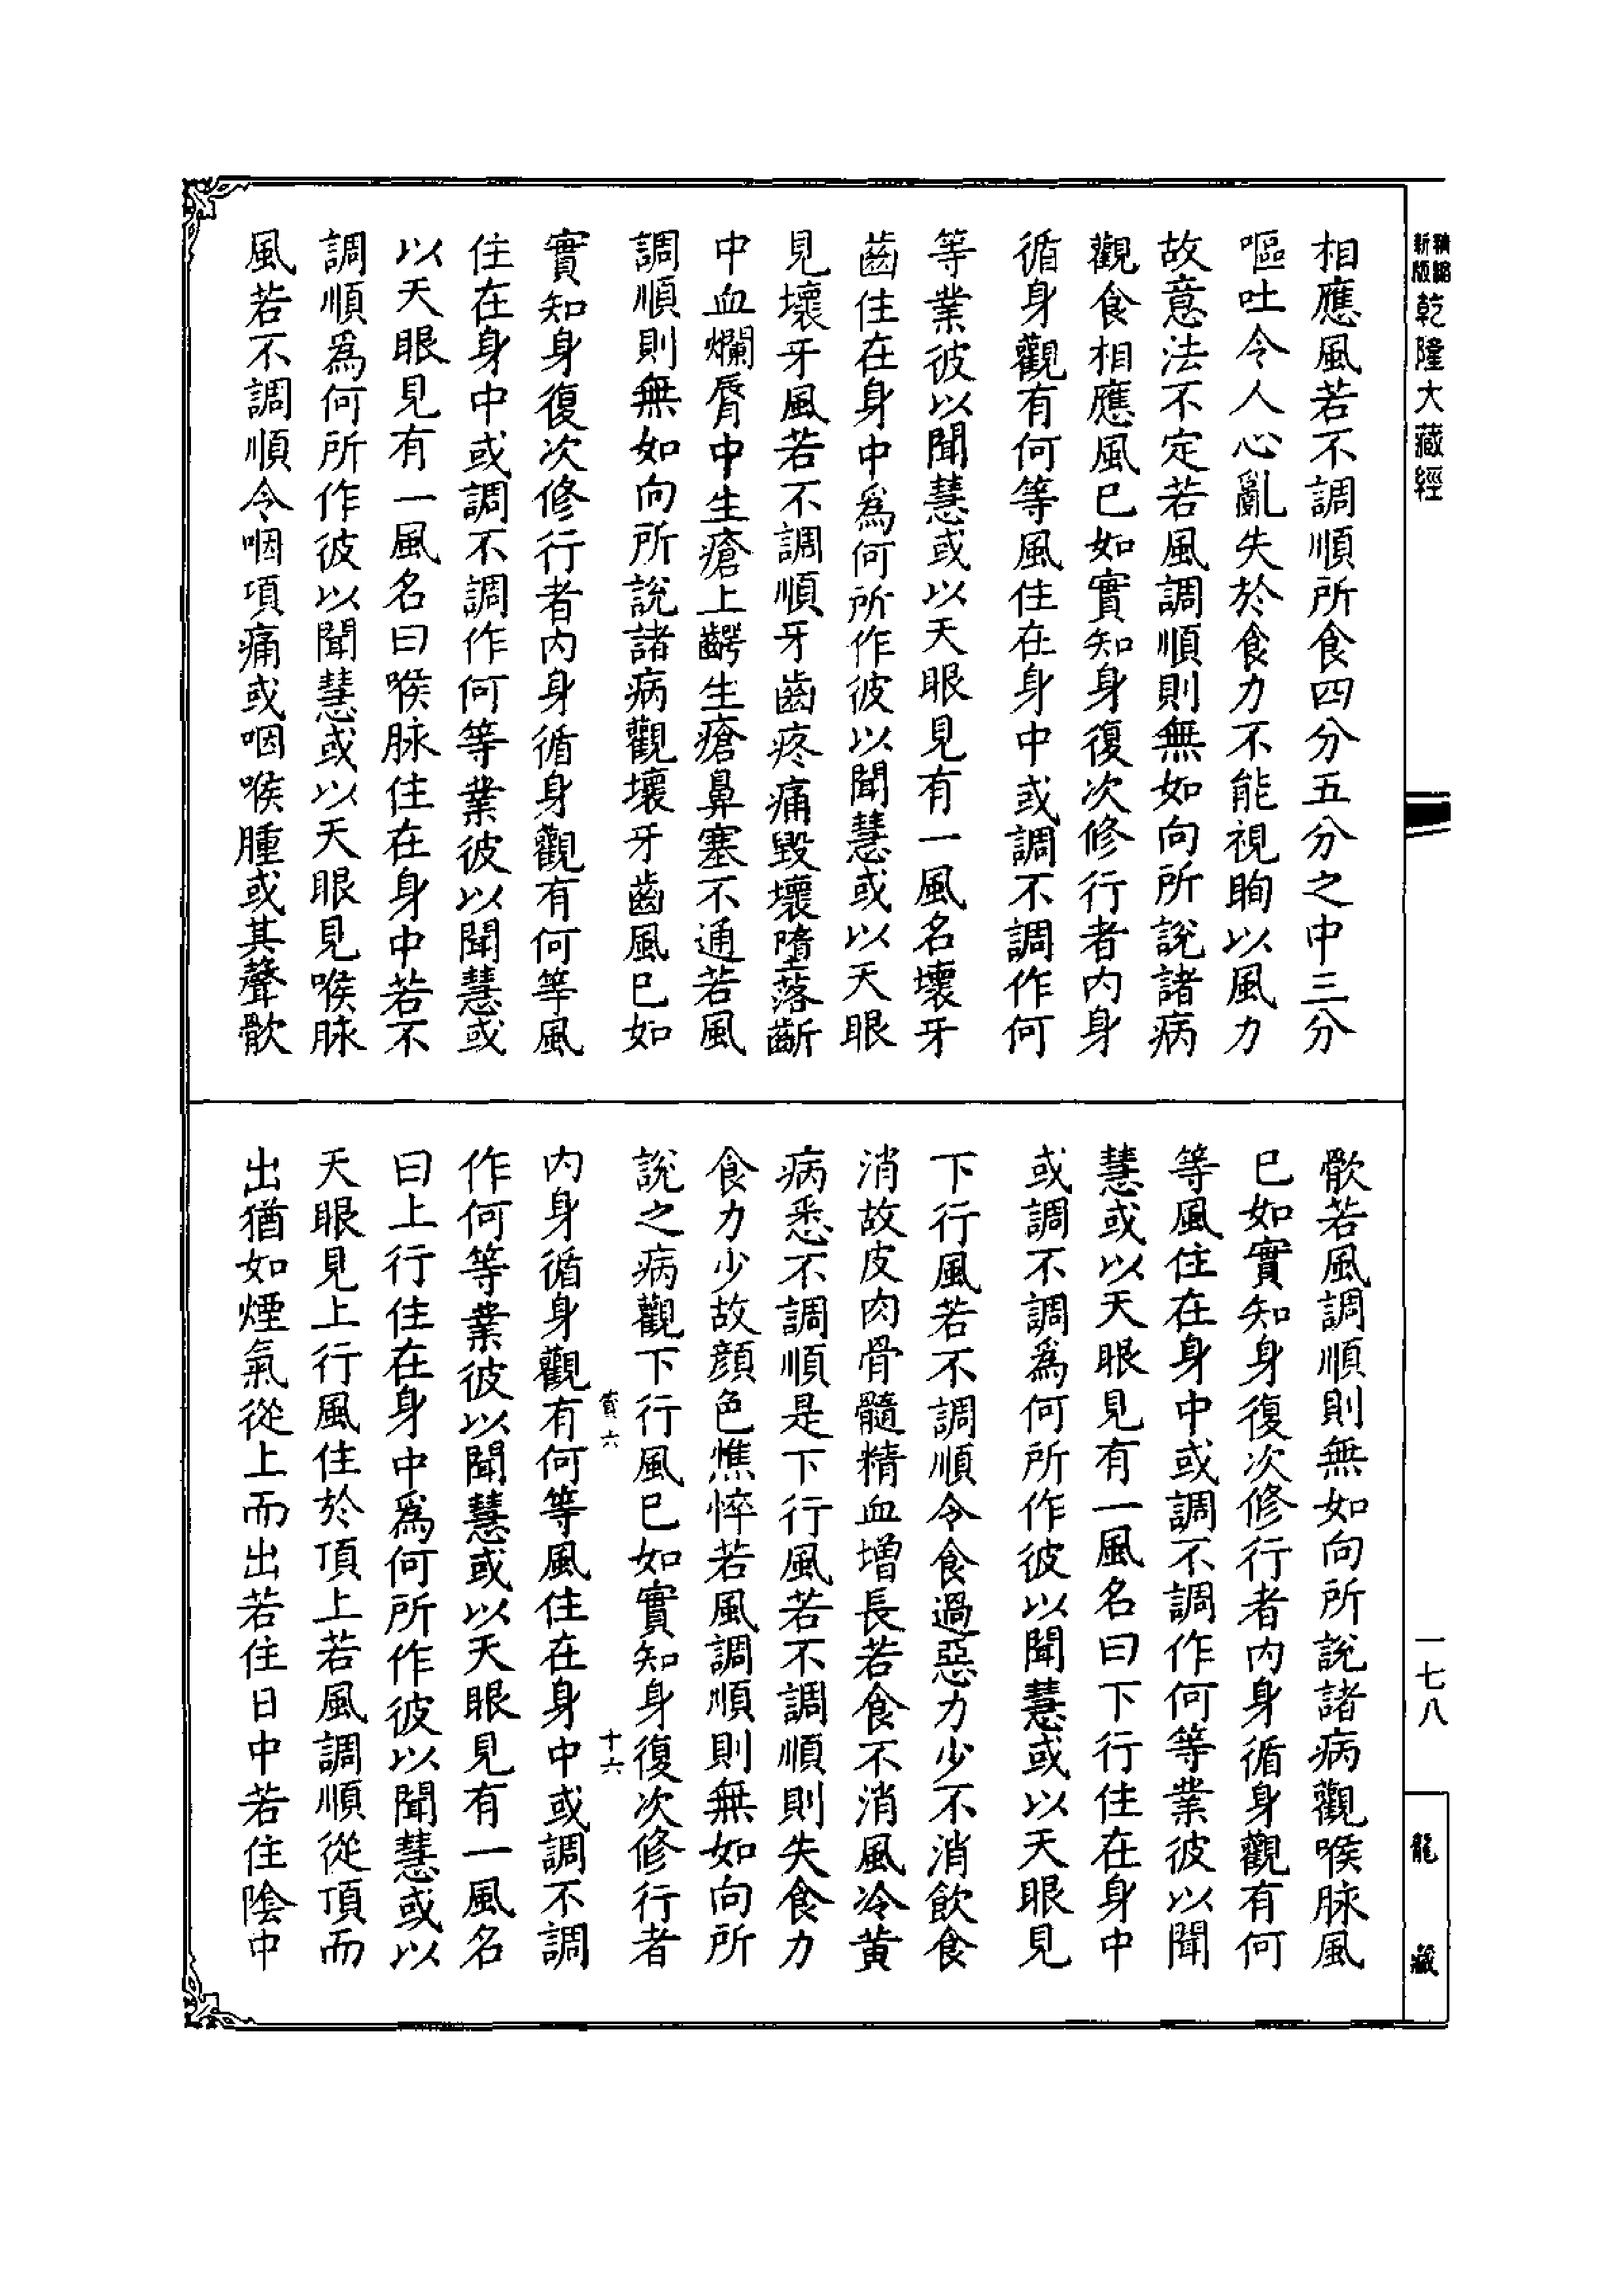 新版精縮乾隆大藏經
相應風若不調順所食四分五分之中三分
嘔吐令人心亂失於食力不能視眴以風力
故意法不定若風調順則無如向所說諸病
觀食相應風已如實知身復次修行者內身
循身觀有何等風住在身中或調不調作何
等業彼以聞慧或以天眼見有一風名壞牙
齒住在身中爲何所作彼以聞慧或以天眼
見壞牙風若不調順牙齒疼痛毀壞墮落齗
中血爛脣中生瘡上齶生瘡鼻塞不通若風
調順則無如向所說諸病觀壞牙齒風已如
實知身復次修行者內身循身觀有何等風
住在身中或調不調作何等業彼以聞慧或
以天眼見有一風名曰喉脉住在身中若不
調順爲何所作彼以聞慧或以天眼見喉脉
風若不調順令咽項痛或咽喉腫或其聲散
散若風調順則無如向所說諸病觀喉脉風
已如實知身復次修行者內身循身觀有何
等風住在身中或調不調作何等業彼以聞
慧或以天眼見有一風名曰下行住在身中
或調不調爲何所作彼以聞慧或以天眼見
下行風若不調順令食過惡力少不消飲食
消故皮肉骨髓精血增長若食不消風冷黃
病悉不調順是下行風若不調順則失食力
食力少故顏色憔悴若風調順則無如向所
說之病觀下行風已如實知身復次修行者
六 十六
內身循身觀有何等風住在身中或調不調
作何等業彼以聞慧或以天眼見有一風名
曰上行住在身中爲何所作彼以聞慧或以
天眼見上行風住於頂上若風調順從頂而
出猶如煙氣從上而出若住日中若住陰中
一七八
龍藏